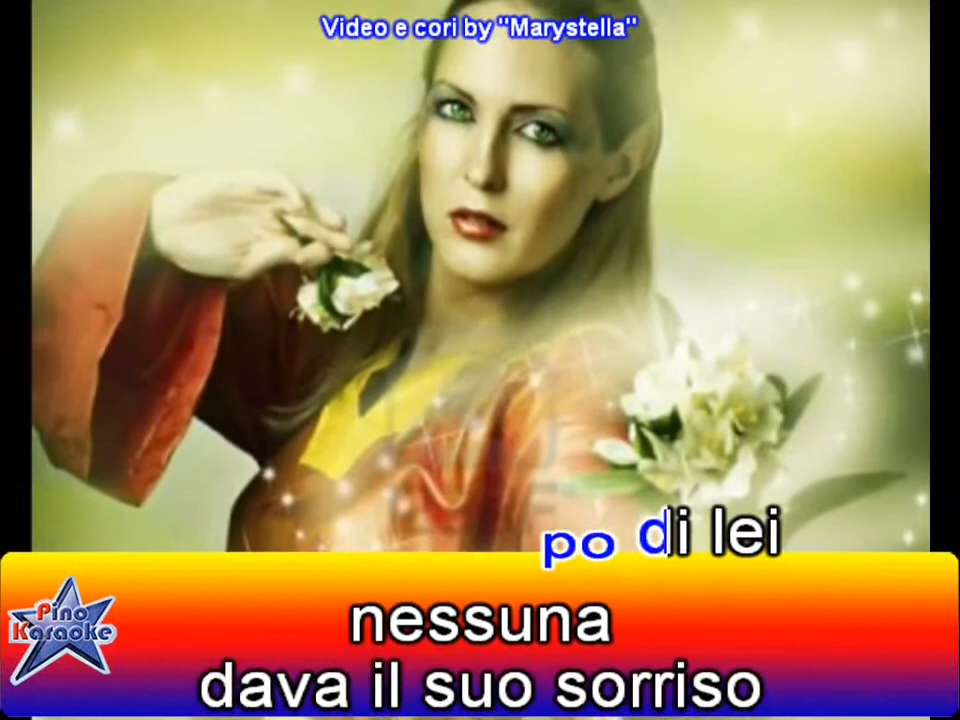 Video e cori by "Marystella"
po di lei
Pino
Karaoke
nessuna
dava il suo sorriso